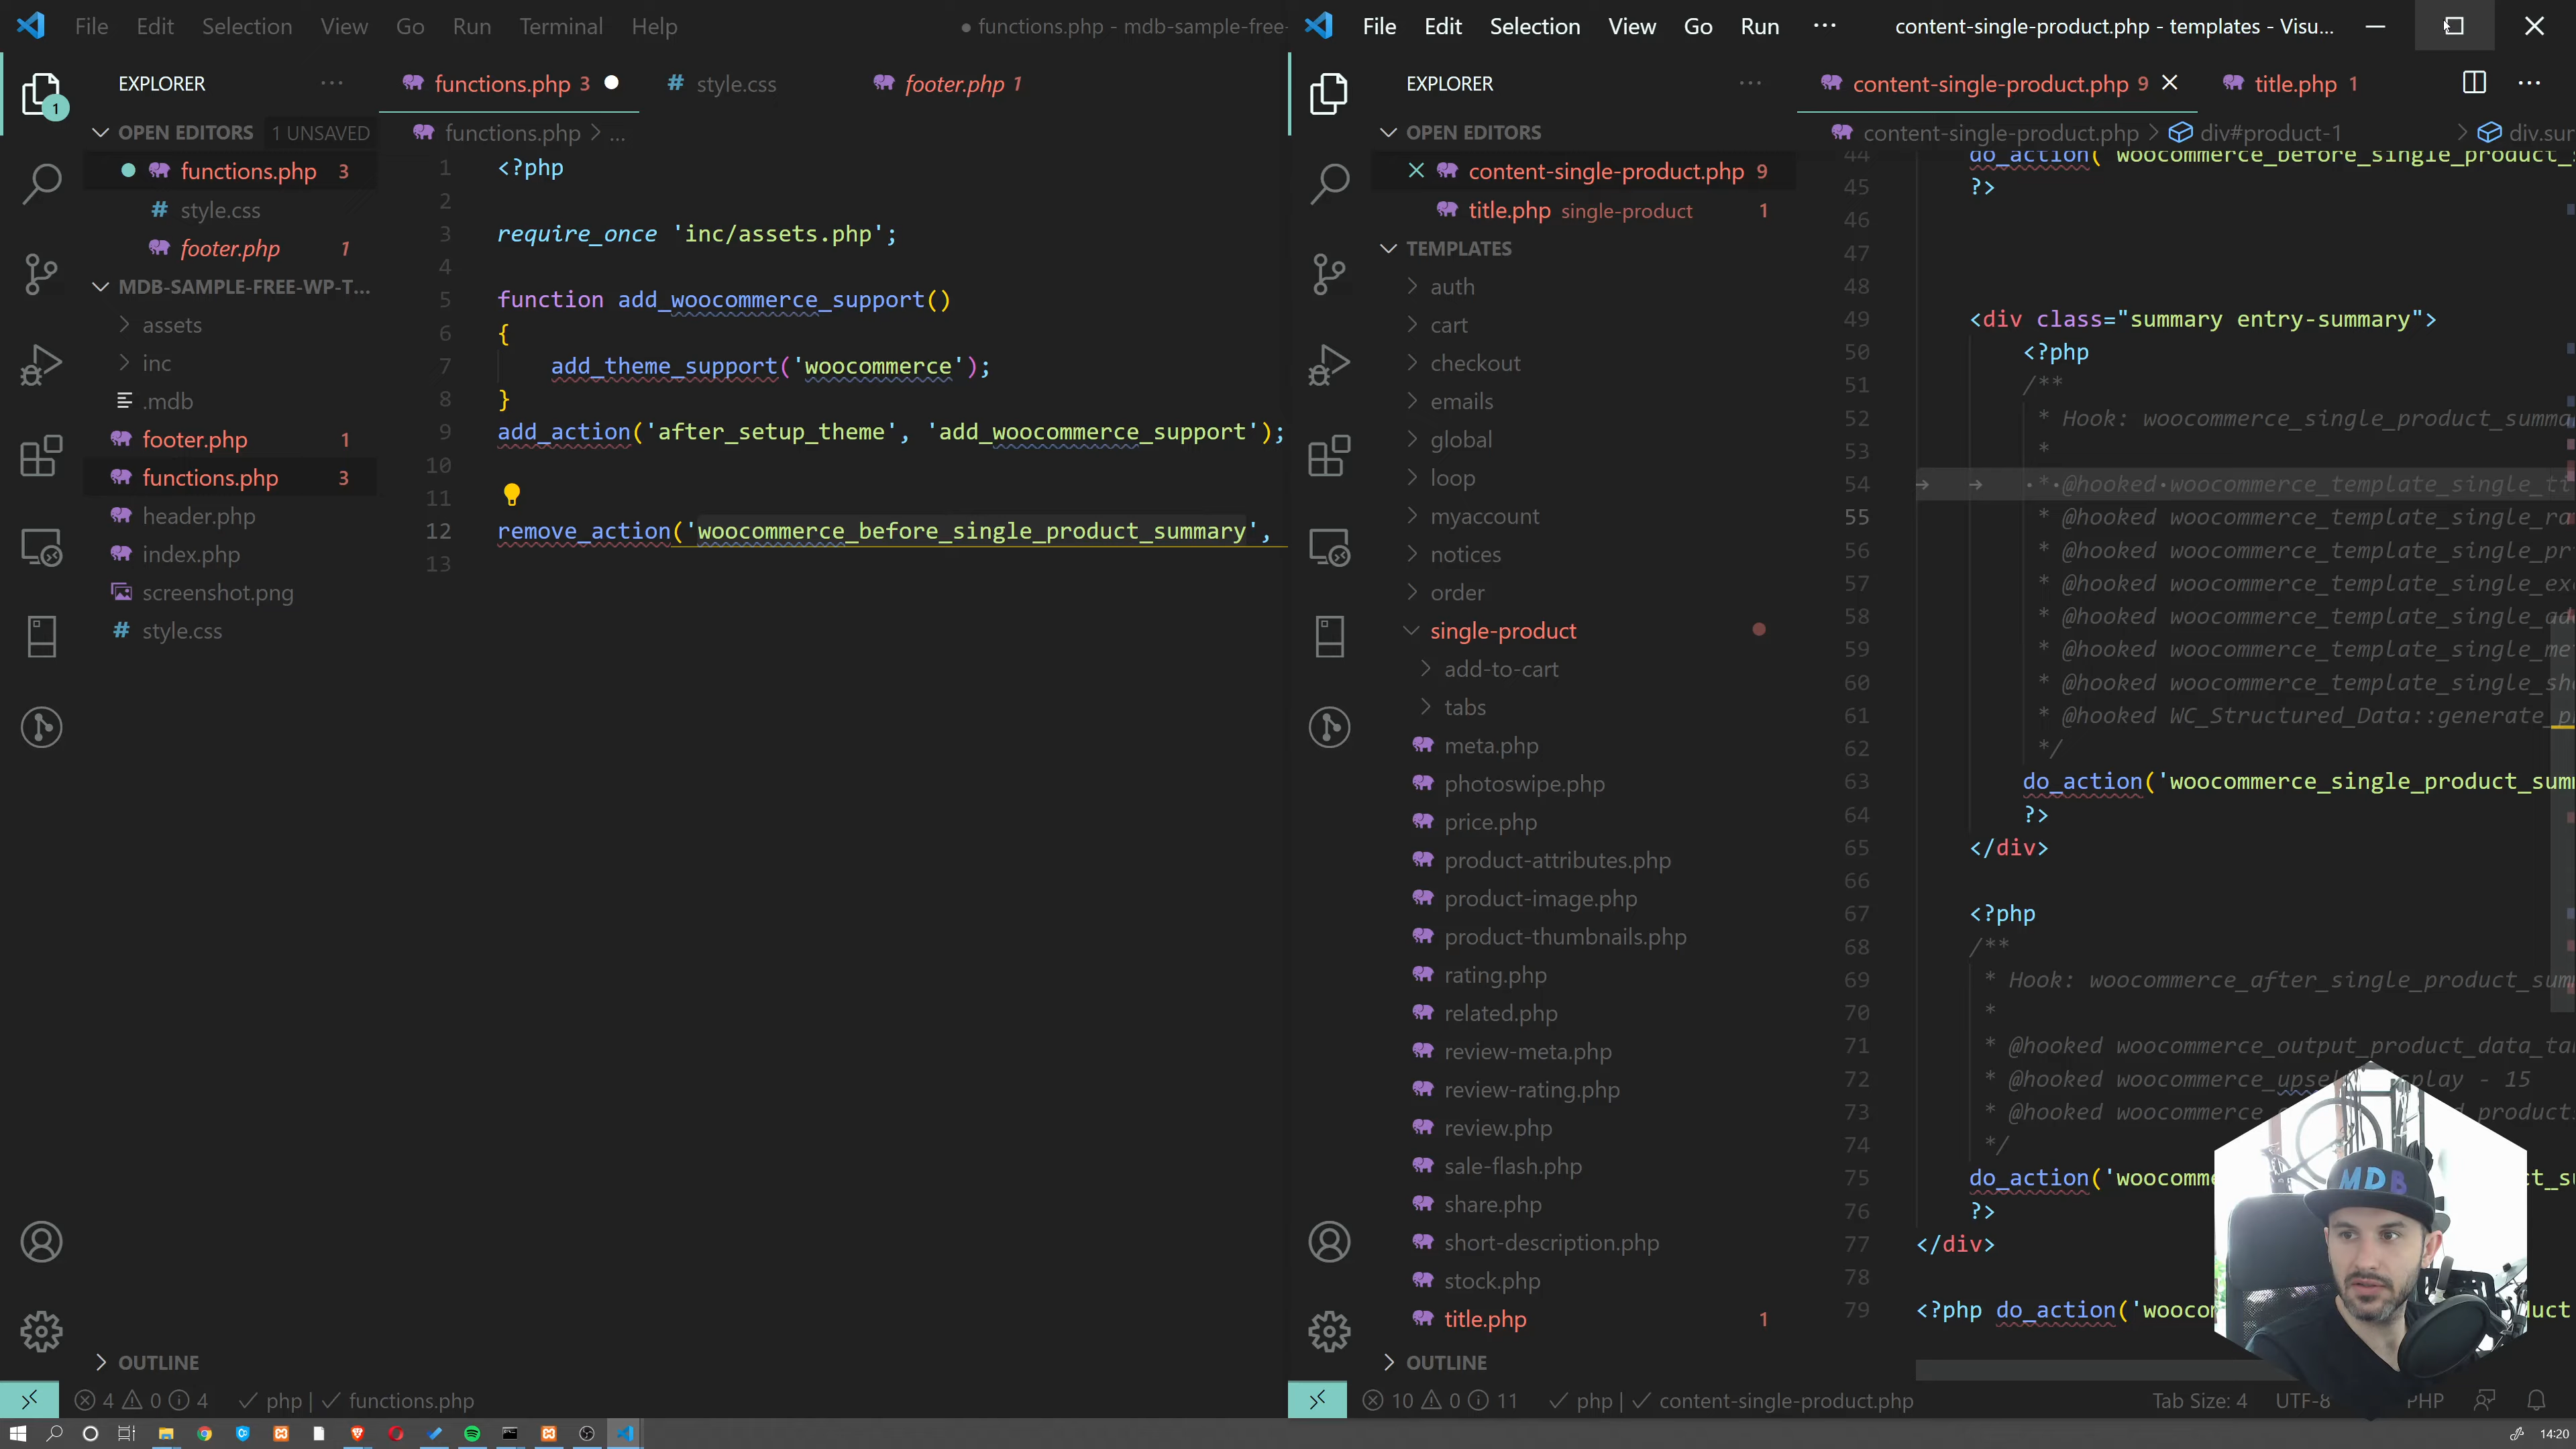 File Edit Selection View Go Run Terminal Help
● functions.php - mdb-sample-free-
EXPLORER
functions.php 3
style.css
footer.php 1
OPEN EDITORS 1 UNSAVED
functions.php > ...
functions.php 3
style.css
footer.php 1
MDB-SAMPLE-FREE-WP-T...
assets
inc
.mdb
footer.php 1
functions.php 3
header.php
index.php
screenshot.png
style.css
1 <?php
2
3 require_once 'inc/assets.php';
4
5 function add_woocommerce_support()
6 {
7 add_theme_support('woocommerce');
8 }
9 add_action('after_setup_theme', 'add_woocommerce_support');
10
11
12 remove_action('woocommerce_before_single_product_summary',
13
OUTLINE
4 0 4 php | functions.php
1
File Edit Selection View Go Run ...
content-single-product.php - templates - Visu...
EXPLORER
content-single-product.php 9
title.php 1
OPEN EDITORS
content-single-product.php > div#product-1 > div.sum
content-single-product.php 9
title.php single-product 1
TEMPLATES
auth
cart
checkout
emails
global
loop
myaccount
notices
order
single-product
add-to-cart
tabs
meta.php
photoswipe.php
price.php
product-attributes.php
product-image.php
product-thumbnails.php
rating.php
related.php
review-meta.php
review-rating.php
review.php
sale-flash.php
share.php
short-description.php
stock.php
title.php 1
OUTLINE
44 do_action('woocommerce_before_single_product_
45 ?>
46
47
48
49 <div class="summary entry-summary">
50 <?php
51 /**
52 * Hook: woocommerce_single_product_summa
53 *
54 * @hooked woocommerce_template_single_ti
55 * @hooked woocommerce_template_single_ra
56 * @hooked woocommerce_template_single_pr
57 * @hooked woocommerce_template_single_ex
58 * @hooked woocommerce_template_single_ad
59 * @hooked woocommerce_template_single_me
60 * @hooked woocommerce_template_single_sh
61 * @hooked WC_Structured_Data::generate_p
62 */
63 do_action('woocommerce_single_product_sum
64 ?>
65 </div>
66
67 <?php
68 /**
69 * Hook: woocommerce_after_single_product_sum
70 *
71 * @hooked woocommerce_output_product_data_ta
72 * @hooked woocommerce_upsel splay - 15
73 * @hooked woocommerce_ d_product
74 */
75 do_action('woocomme ct_su
76 ?>
77 </div>
78
79 <?php do_action('wooco duct
MDB
10 0 11 php | content-single-product.php
Tab Size: 4 UTF-8 PHP
14:20